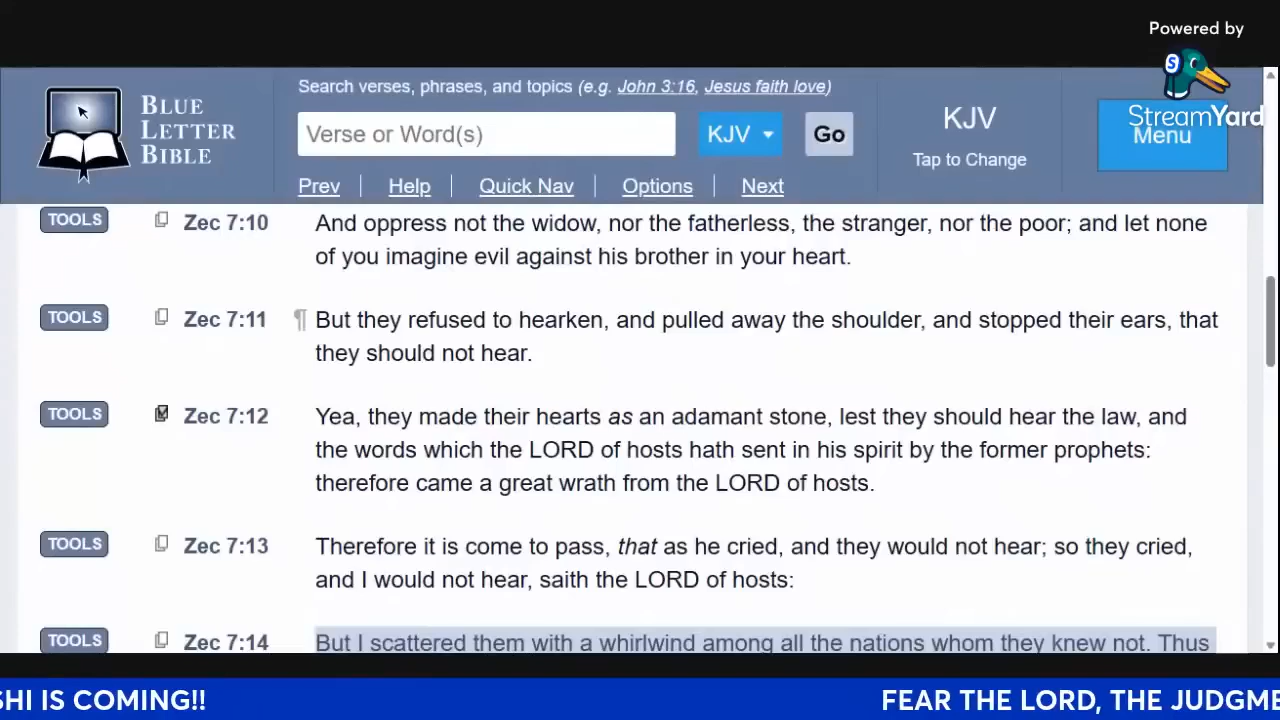 Powered by
StreamYard
BLUE
LETTER
BIBLE
Search verses, phrases, and topics (e.g. John 3:16, Jesus faith love)
Verse or Word(s)
KJV
Go
KJV
Tap to Change
Menu
Prev
Help
Quick Nav
Options
Next
TOOLS Zec 7:10 And oppress not the widow, nor the fatherless, the stranger, nor the poor; and let none
of you imagine evil against his brother in your heart.
TOOLS Zec 7:11 ¶ But they refused to hearken, and pulled away the shoulder, and stopped their ears, that
they should not hear.
TOOLS Zec 7:12 Yea, they made their hearts as an adamant stone, lest they should hear the law, and
the words which the LORD of hosts hath sent in his spirit by the former prophets:
therefore came a great wrath from the LORD of hosts.
TOOLS Zec 7:13 Therefore it is come to pass, that as he cried, and they would not hear; so they cried,
and I would not hear, saith the LORD of hosts:
TOOLS Zec 7:14 But I scattered them with a whirlwind among all the nations whom they knew not. Thus
SHI IS COMING!! FEAR THE LORD, THE JUDGME